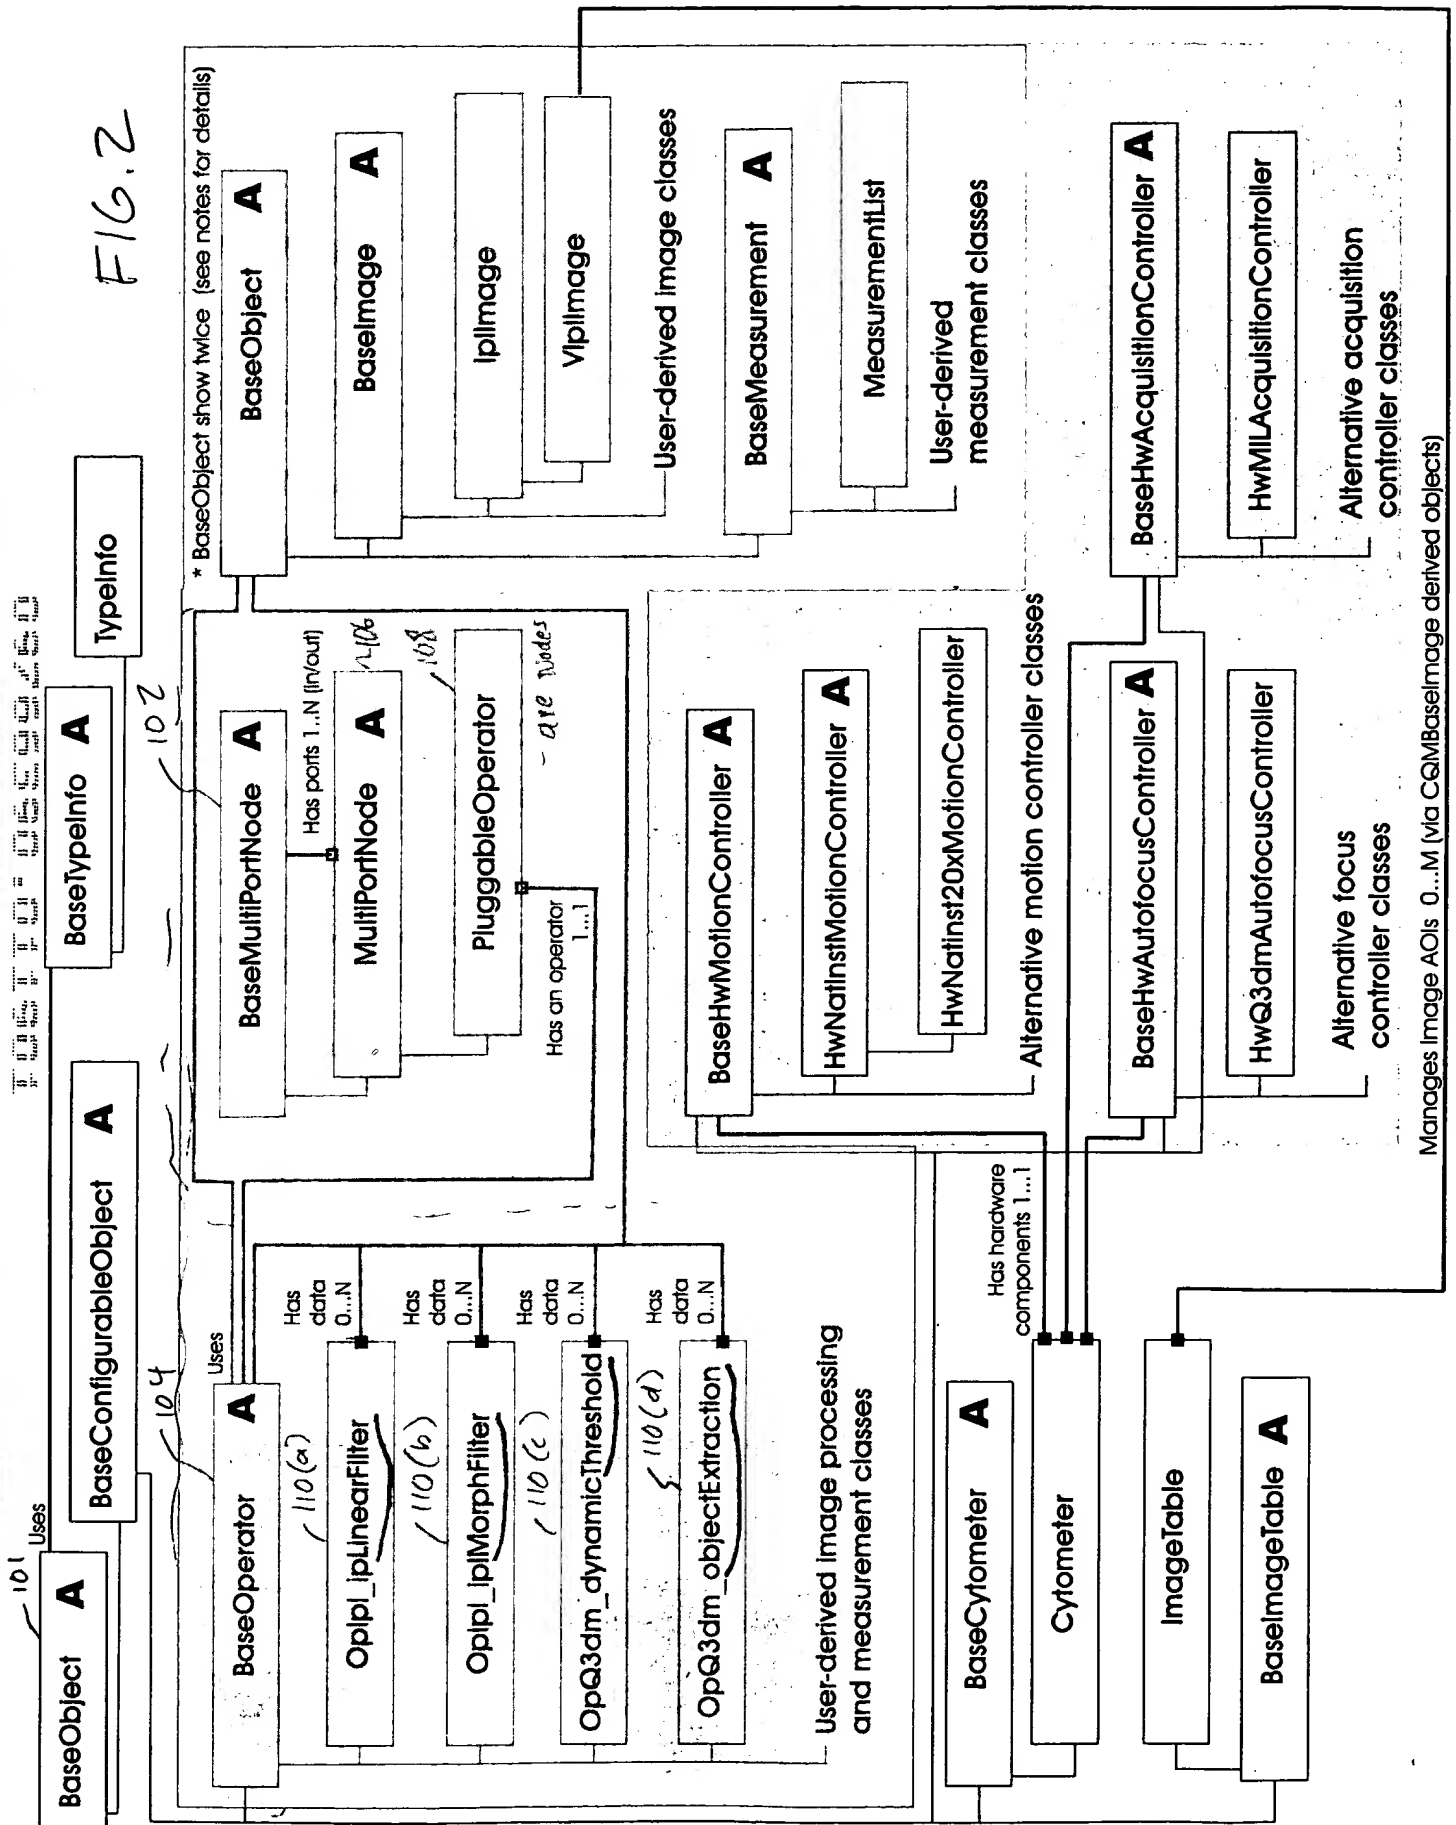 FIG.2
101
BaseObject A
Uses
BaseConfigurableObject A
BaseTypeInfo A
TypeInfo
* BaseObject show twice (see notes for details)
104
BaseOperator A
Uses
Uses
110(a)
OpIpl_ipLinearFilter
Has
data
0...N
110(b)
OpIpl_iplMorphFilter
Has
data
0...N
110(c)
OpQ3dm_dynamicThreshold
Has
data
0...N
110(d)
OpQ3dm_objectExtraction
Has
data
0...N
User-derived image processing
and measurement classes
102
BaseMultiPortNode A
Has ports 1...N (in/out)
MultiPortNode A
106
108
PluggableOperator
- are Nodes
Has an operator
1...1
BaseObject A
BaseImage A
IplImage
VIplImage
User-derived image classes
BaseMeasurement A
MeasurementList
User-derived
measurement classes
BaseHwMotionController A
HwNatInstMotionController A
HwNatInst20xMotionController
Alternative motion controller classes
BaseCytometer A
Cytometer
Has hardware
components 1...1
BaseHwAutofocusController A
HwQ3dmAutofocusController
Alternative focus
controller classes
BaseHwAcquisitionController A
HwMILAcquisitionController
Alternative acquisition
controller classes
ImageTable
BaseImageTable A
Manages Image AOIs 0...M (via CQMBaseImage derived objects)